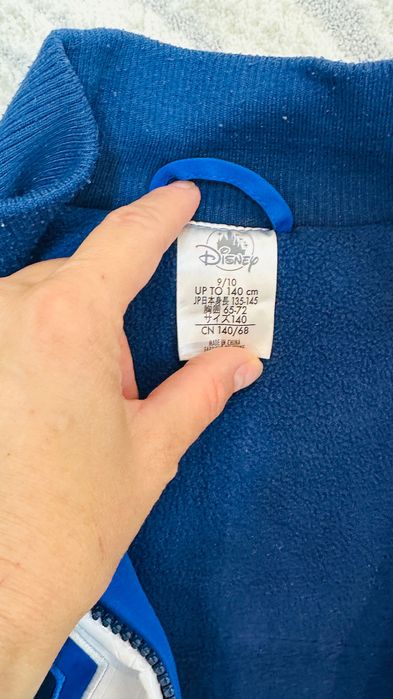 Disney
9/10
UP TO 140 cm
JP日本身長 135-145
胸囲 65-72
サイズ140
CN 140/68
MADE IN CHINA